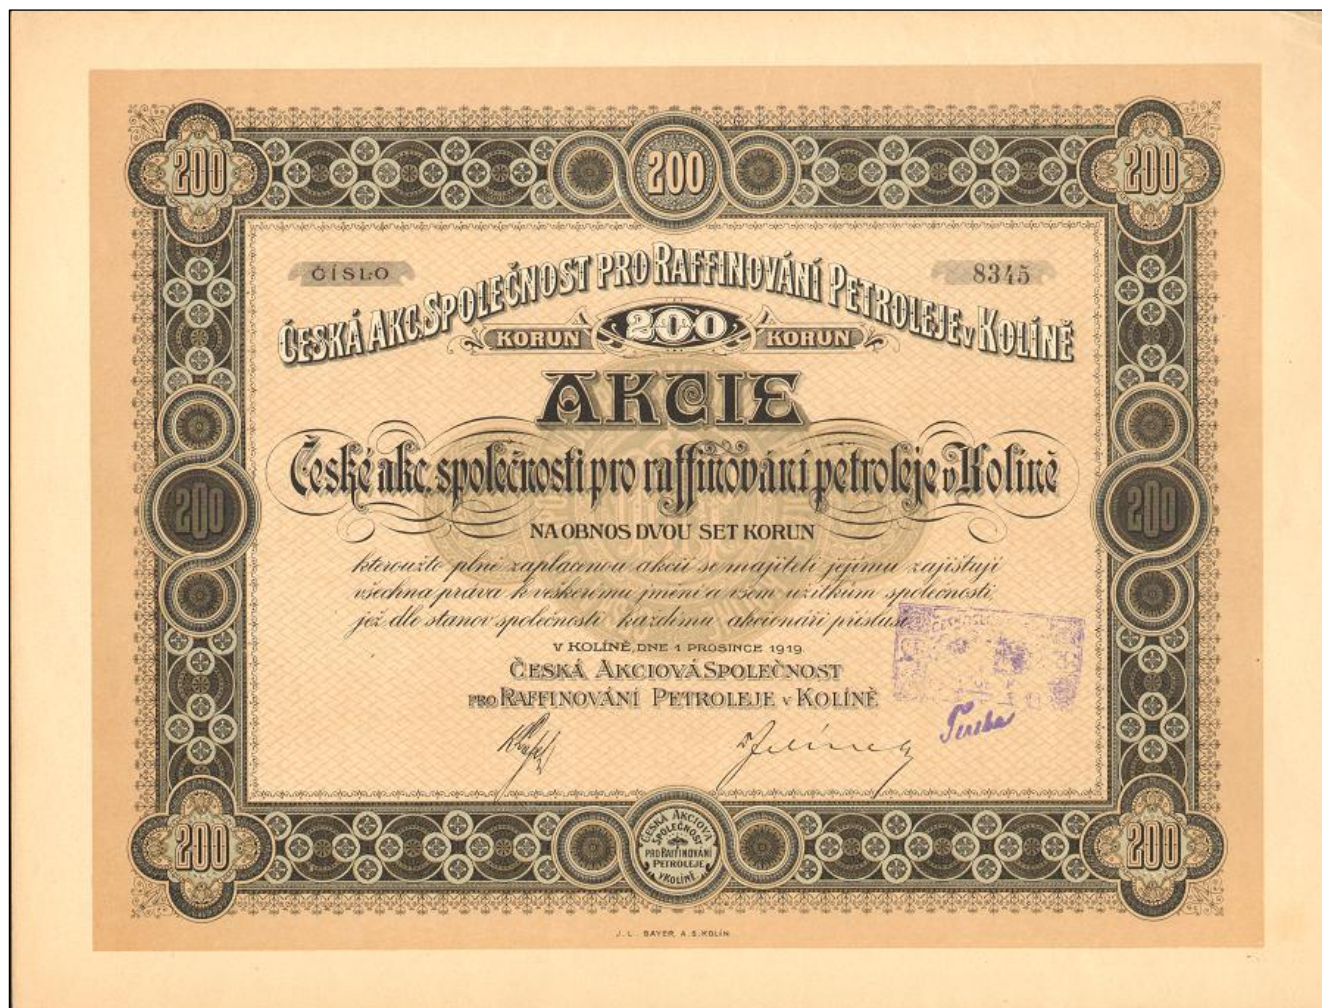 200 200 200
ČÍSLO 8345
ČESKÁ AKC. SPOLEČNOST PRO RAFFINOVÁNÍ PETROLEJE v KOLÍNĚ
KORUN 200 KORUN
AKCIE
České akc. společnosti pro raffinování petroleje v Kolíně
200 200
NA OBNOS DVOU SET KORUN
kteroužto plně zaplacenou akcií se majiteli jejímu zajišťují
všechna práva k veškerému jmění a všem užitkům společnosti,
jež dle stanov společnosti každému akcionáři přísluší.
V KOLÍNĚ, DNE 1 PROSINCE 1919
ČESKÁ AKCIOVÁ SPOLEČNOST
PRO RAFFINOVÁNÍ PETROLEJE v KOLÍNĚ
200 200
ČESKÁ AKCIOVÁ
SPOLEČNOST
PRO RAFFINOVÁNÍ
PETROLEJE
V KOLÍNĚ
J. L. BAYER, A. S. KOLÍN